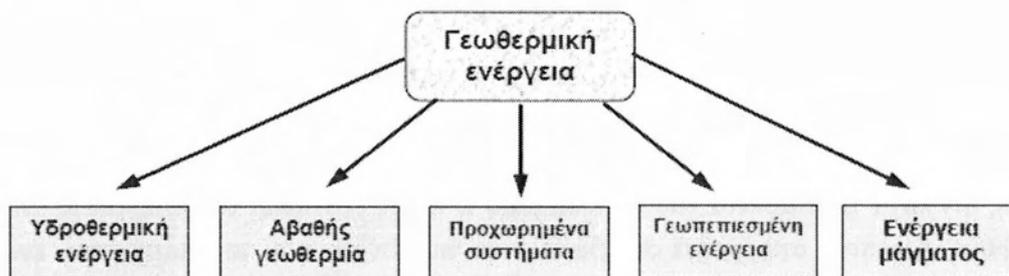 Γεωθερμική
ενέργεια
Υδροθερμική
ενέργεια
Αβαθής
γεωθερμία
Προχωρημένα
συστήματα
Γεωπεπιεσμένη
ενέργεια
Ενέργεια
μάγματος